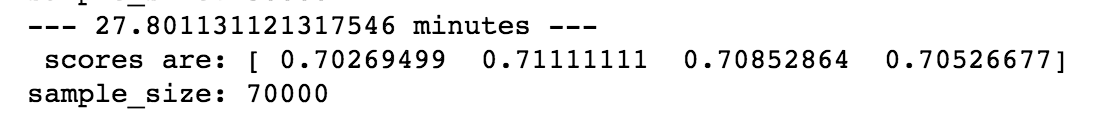 --- 27.801131121317546 minutes ---
scores are: [ 0.70269499  0.71111111  0.70852864  0.70526677]
sample_size: 70000